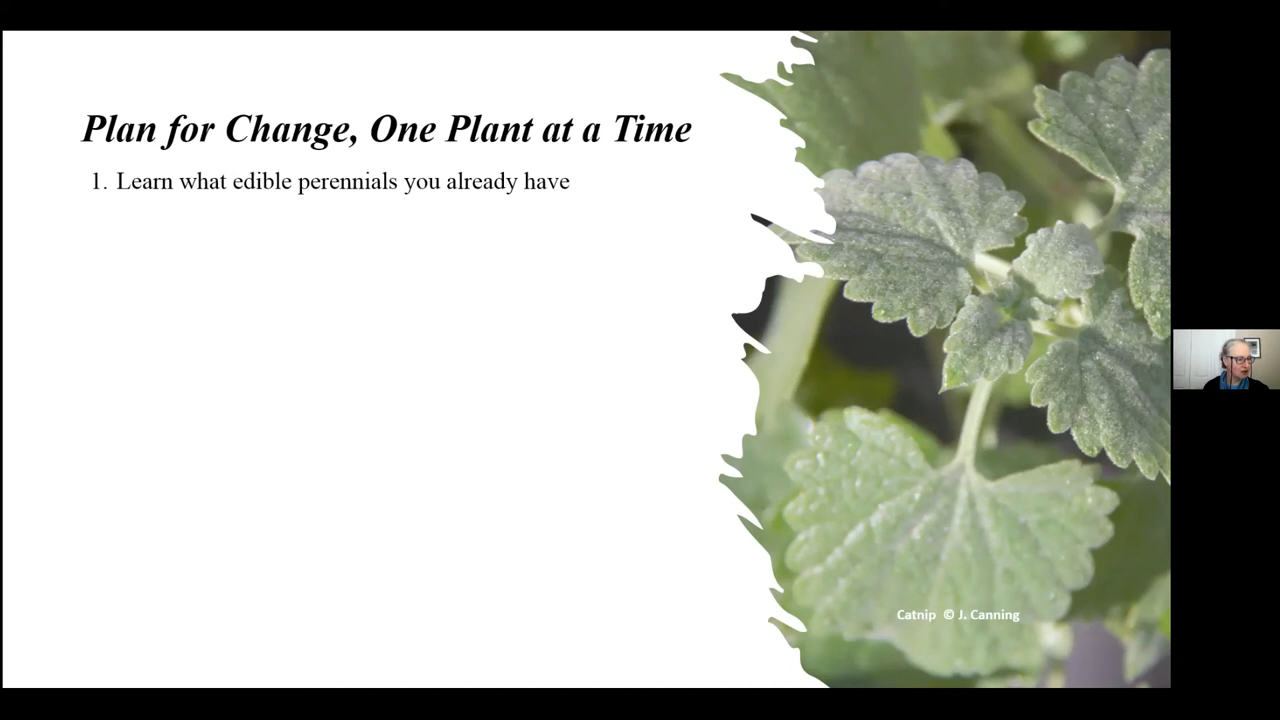 Plan for Change, One Plant at a Time
1. Learn what edible perennials you already have
Catnip © J. Canning